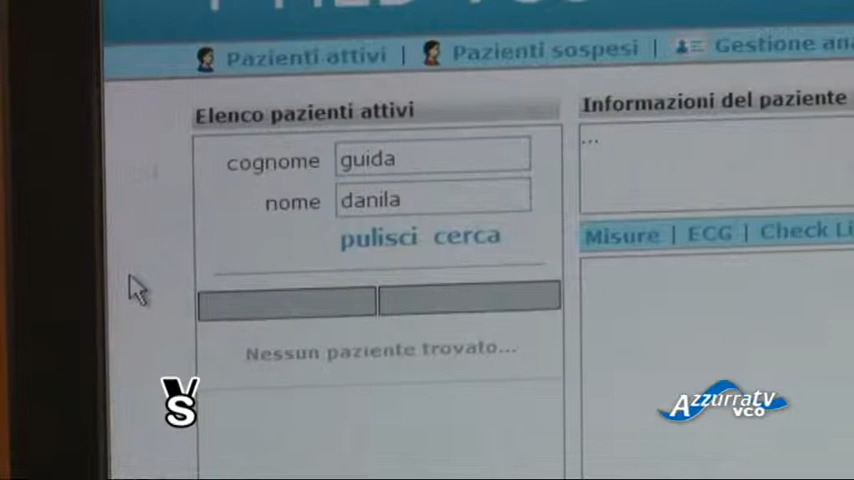 Pazienti attivi | Pazienti sospesi | Gestione
Elenco pazienti attivi
Informazioni del paziente
...
cognome guida
nome danila
pulisci cerca
Misure | ECG | Check
Nessun paziente trovato...
VS
Azzurratv
VCO